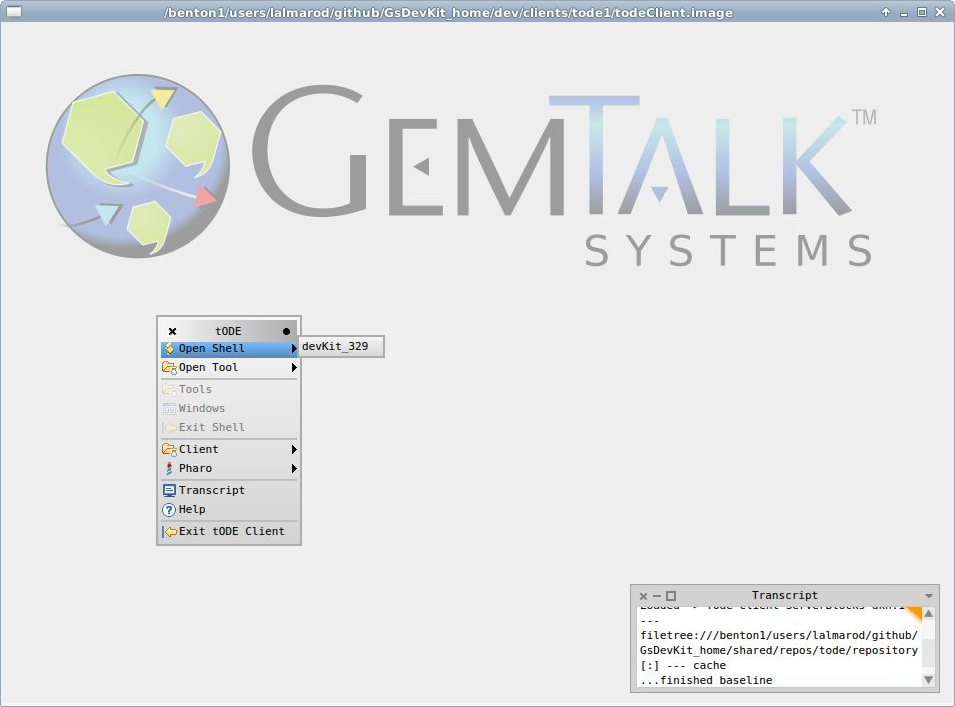 /benton1/users/lalmarod/github/GsDevKit_home/dev/clients/tode1/todeClient.image
GEMTALK™
SYSTEMS
tODE
Open Shell
devKit_329
Open Tool
Tools
Windows
Exit Shell
Client
Pharo
Transcript
Help
Exit tODE Client
Transcript
---
filetree:///benton1/users/lalmarod/github/
GsDevKit_home/shared/repos/tode/repository
[:] --- cache
...finished baseline